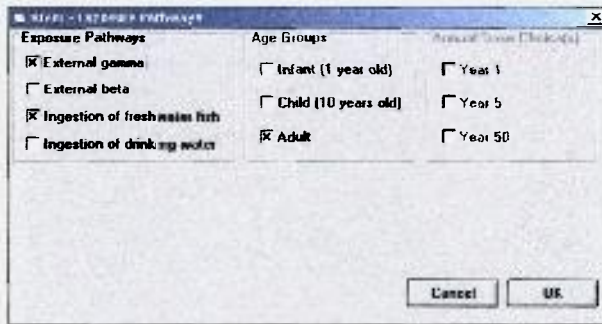 Exposure Pathways
External gamma
External beta
Ingestion of freshwater fish
Ingestion of drinking water
Age Groups
Infant (1 year old)
Child (10 years old)
Adult
Year 1
Year 5
Year 50
Cancel
OK